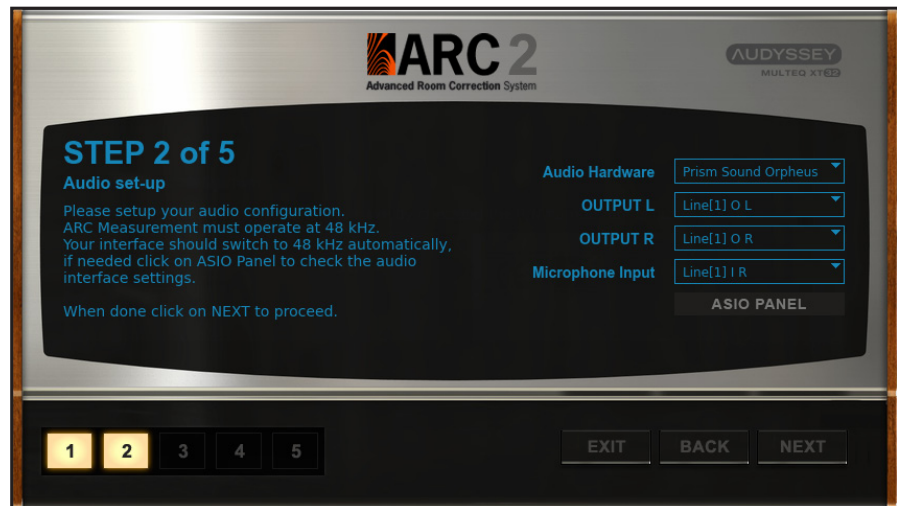 ARC 2
Advanced Room Correction System
AUDYSSEY
MULTEQ XT32
STEP 2 of 5
Audio set-up
Please setup your audio configuration.
ARC Measurement must operate at 48 kHz.
Your interface should switch to 48 kHz automatically,
if needed click on ASIO Panel to check the audio
interface settings.
When done click on NEXT to proceed.
Audio Hardware
Prism Sound Orpheus
OUTPUT L
Line[1] O L
OUTPUT R
Line[1] O R
Microphone Input
Line[1] I R
ASIO PANEL
1 2 3 4 5
EXIT BACK NEXT